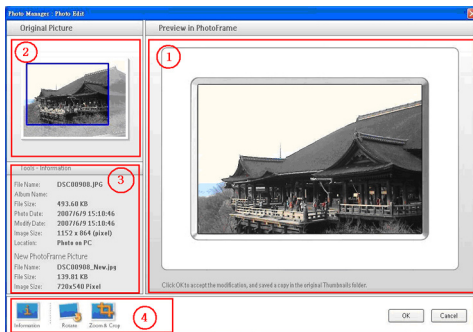 Photo Manager : Photo Edit
Original Picture
Preview in PhotoFrame
2
1
Tools - Information
3
File Name: DSC00908.JPG
Album Name:
File Size: 493.60 KB
Photo Date: 2007/6/9 15:10:46
Modify Date: 2007/6/9 15:10:46
Image Size: 1152 x 864 (pixel)
Location: Photo on PC
New PhotoFrame Picture
File Name: DSC00908_New.jpg
File Size: 139.81 KB
Image Size: 720x540 Pixel
Click OK to accept the modification, and saved a copy in the original Thumbnails folder.
Information
Rotate
Zoom & Crop
4
OK
Cancel